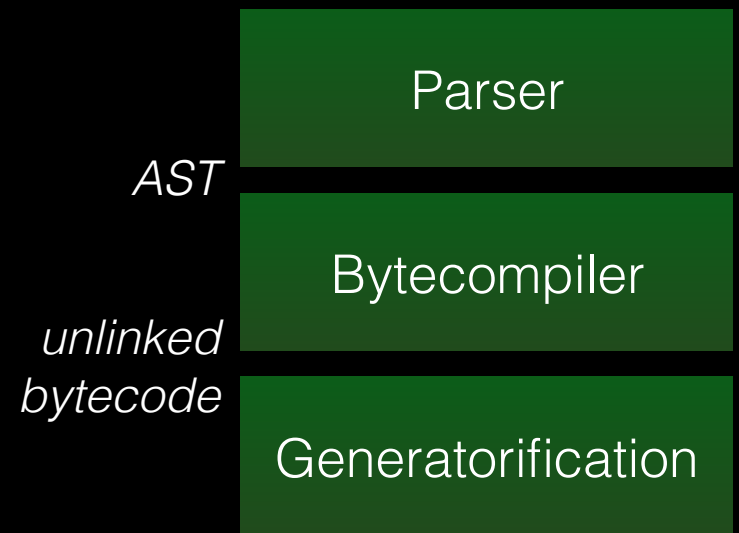 Parser
AST
Bytecompiler
unlinked
bytecode
Generatorification